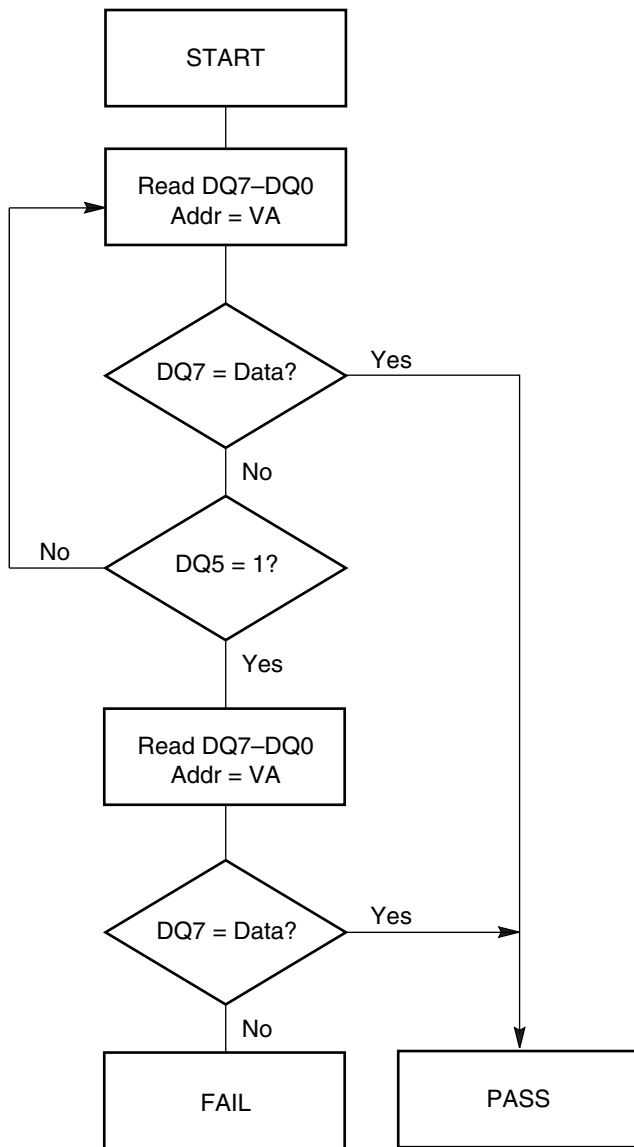 START
Read DQ7–DQ0
Addr = VA
DQ7 = Data?
Yes
No
No
DQ5 = 1?
Yes
Read DQ7–DQ0
Addr = VA
DQ7 = Data?
Yes
No
FAIL
PASS